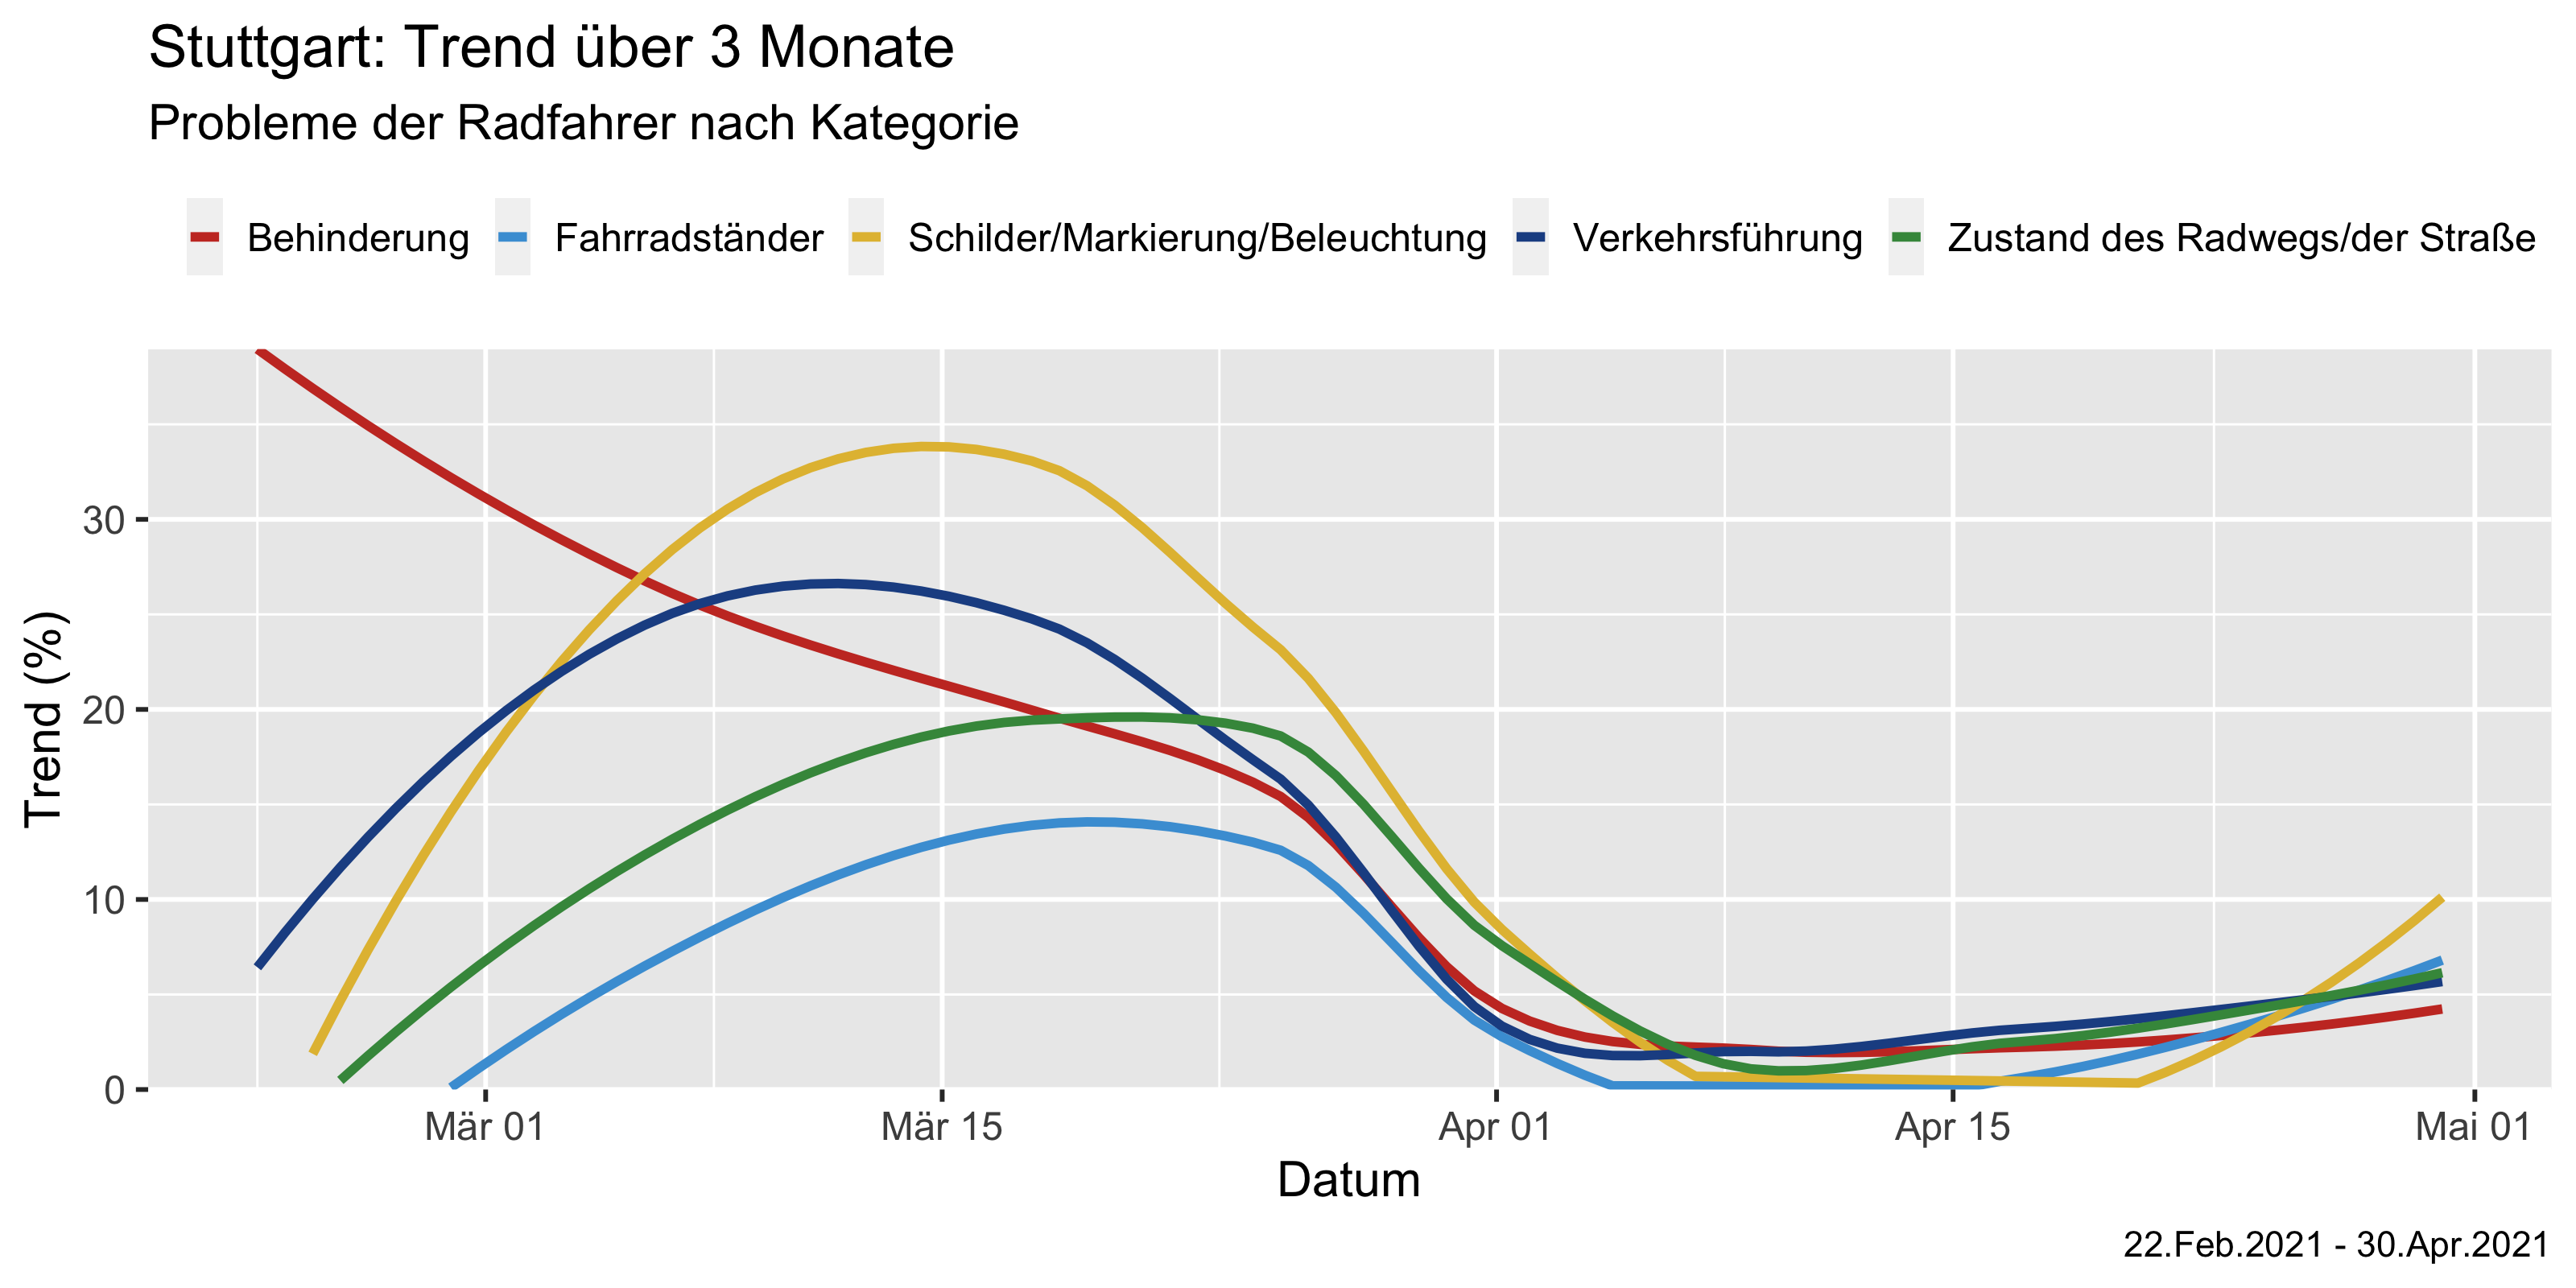 Stuttgart: Trend über 3 Monate
Probleme der Radfahrer nach Kategorie
Behinderung Fahrradständer Schilder/Markierung/Beleuchtung Verkehrsführung Zustand des Radwegs/der Straße
Trend (%)
30
20
10
0
Mär 01 Mär 15 Apr 01 Apr 15 Mai 01
Datum
22.Feb.2021 - 30.Apr.2021